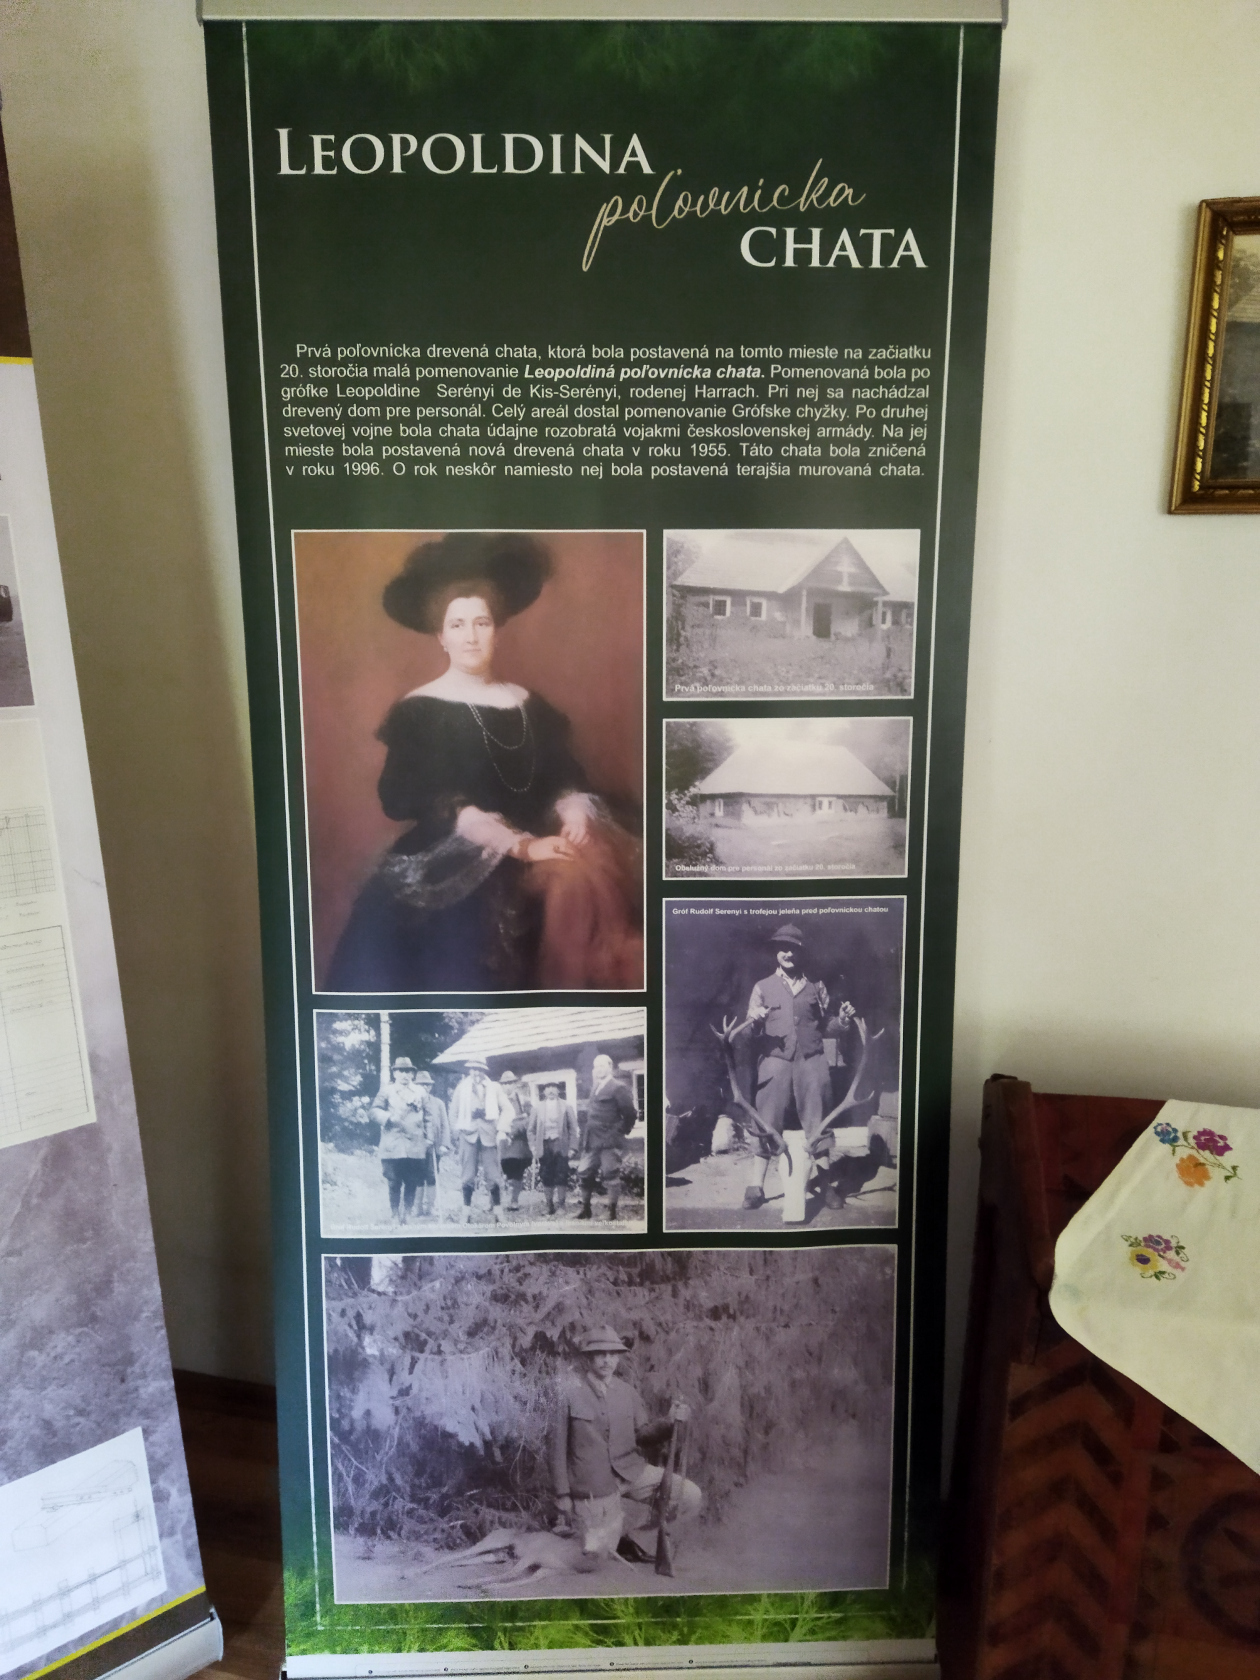 LEOPOLDINA
poľovnícka
CHATA
Prvá poľovnícka drevená chata, ktorá bola postavená na tomto mieste na začiatku
20. storočia malá pomenovanie Leopoldiná poľovnícka chata. Pomenovaná bola po
grófke Leopoldine Serényi de Kis-Serényi, rodenej Harrach. Pri nej sa nachádzal
drevený dom pre personál. Celý areál dostal pomenovanie Grófske chyžky. Po druhej
svetovej vojne bola chata údajne rozobratá vojakmi československej armády. Na jej
mieste bola postavená nová drevená chata v roku 1955. Táto chata bola zničená
v roku 1996. O rok neskôr namiesto nej bola postavená terajšia murovaná chata.
Prvá poľovnícka chata zo začiatku 20. storočia
Obslužný dom pre personál zo začiatku 20. storočia
Gróf Rudolf Serenyi s trofejou jeleňa pred poľovníckou chatou